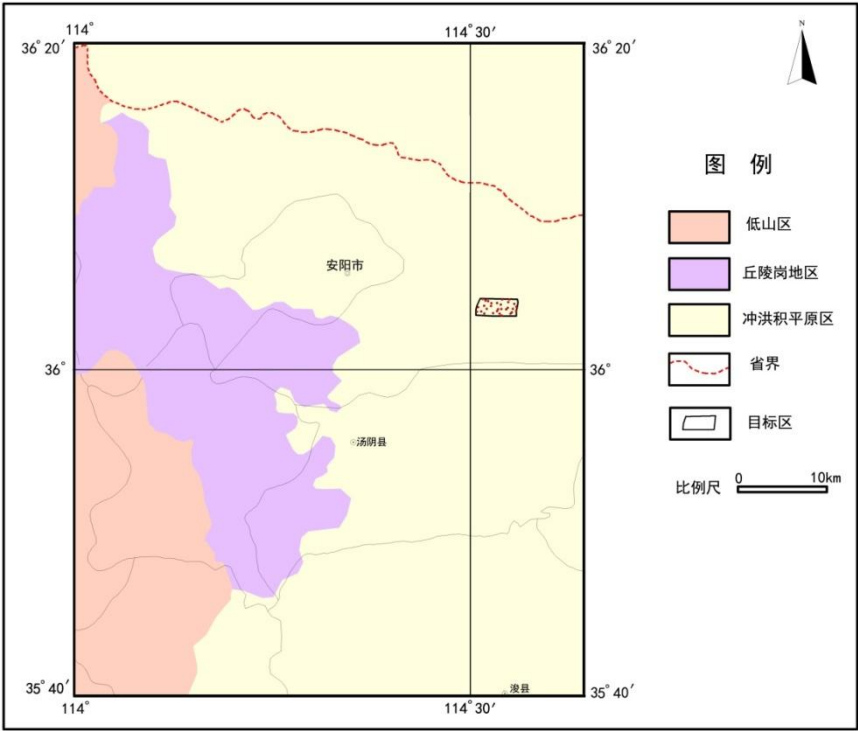 114°
114°30′
36°20′
36°20′
N
图 例
低山区
安阳市
丘陵岗地区
冲洪积平原区
36°
36°
省界
目标区
汤阴县
比例尺 0 10km
35°40′
浚县
35°40′
114°
114°30′